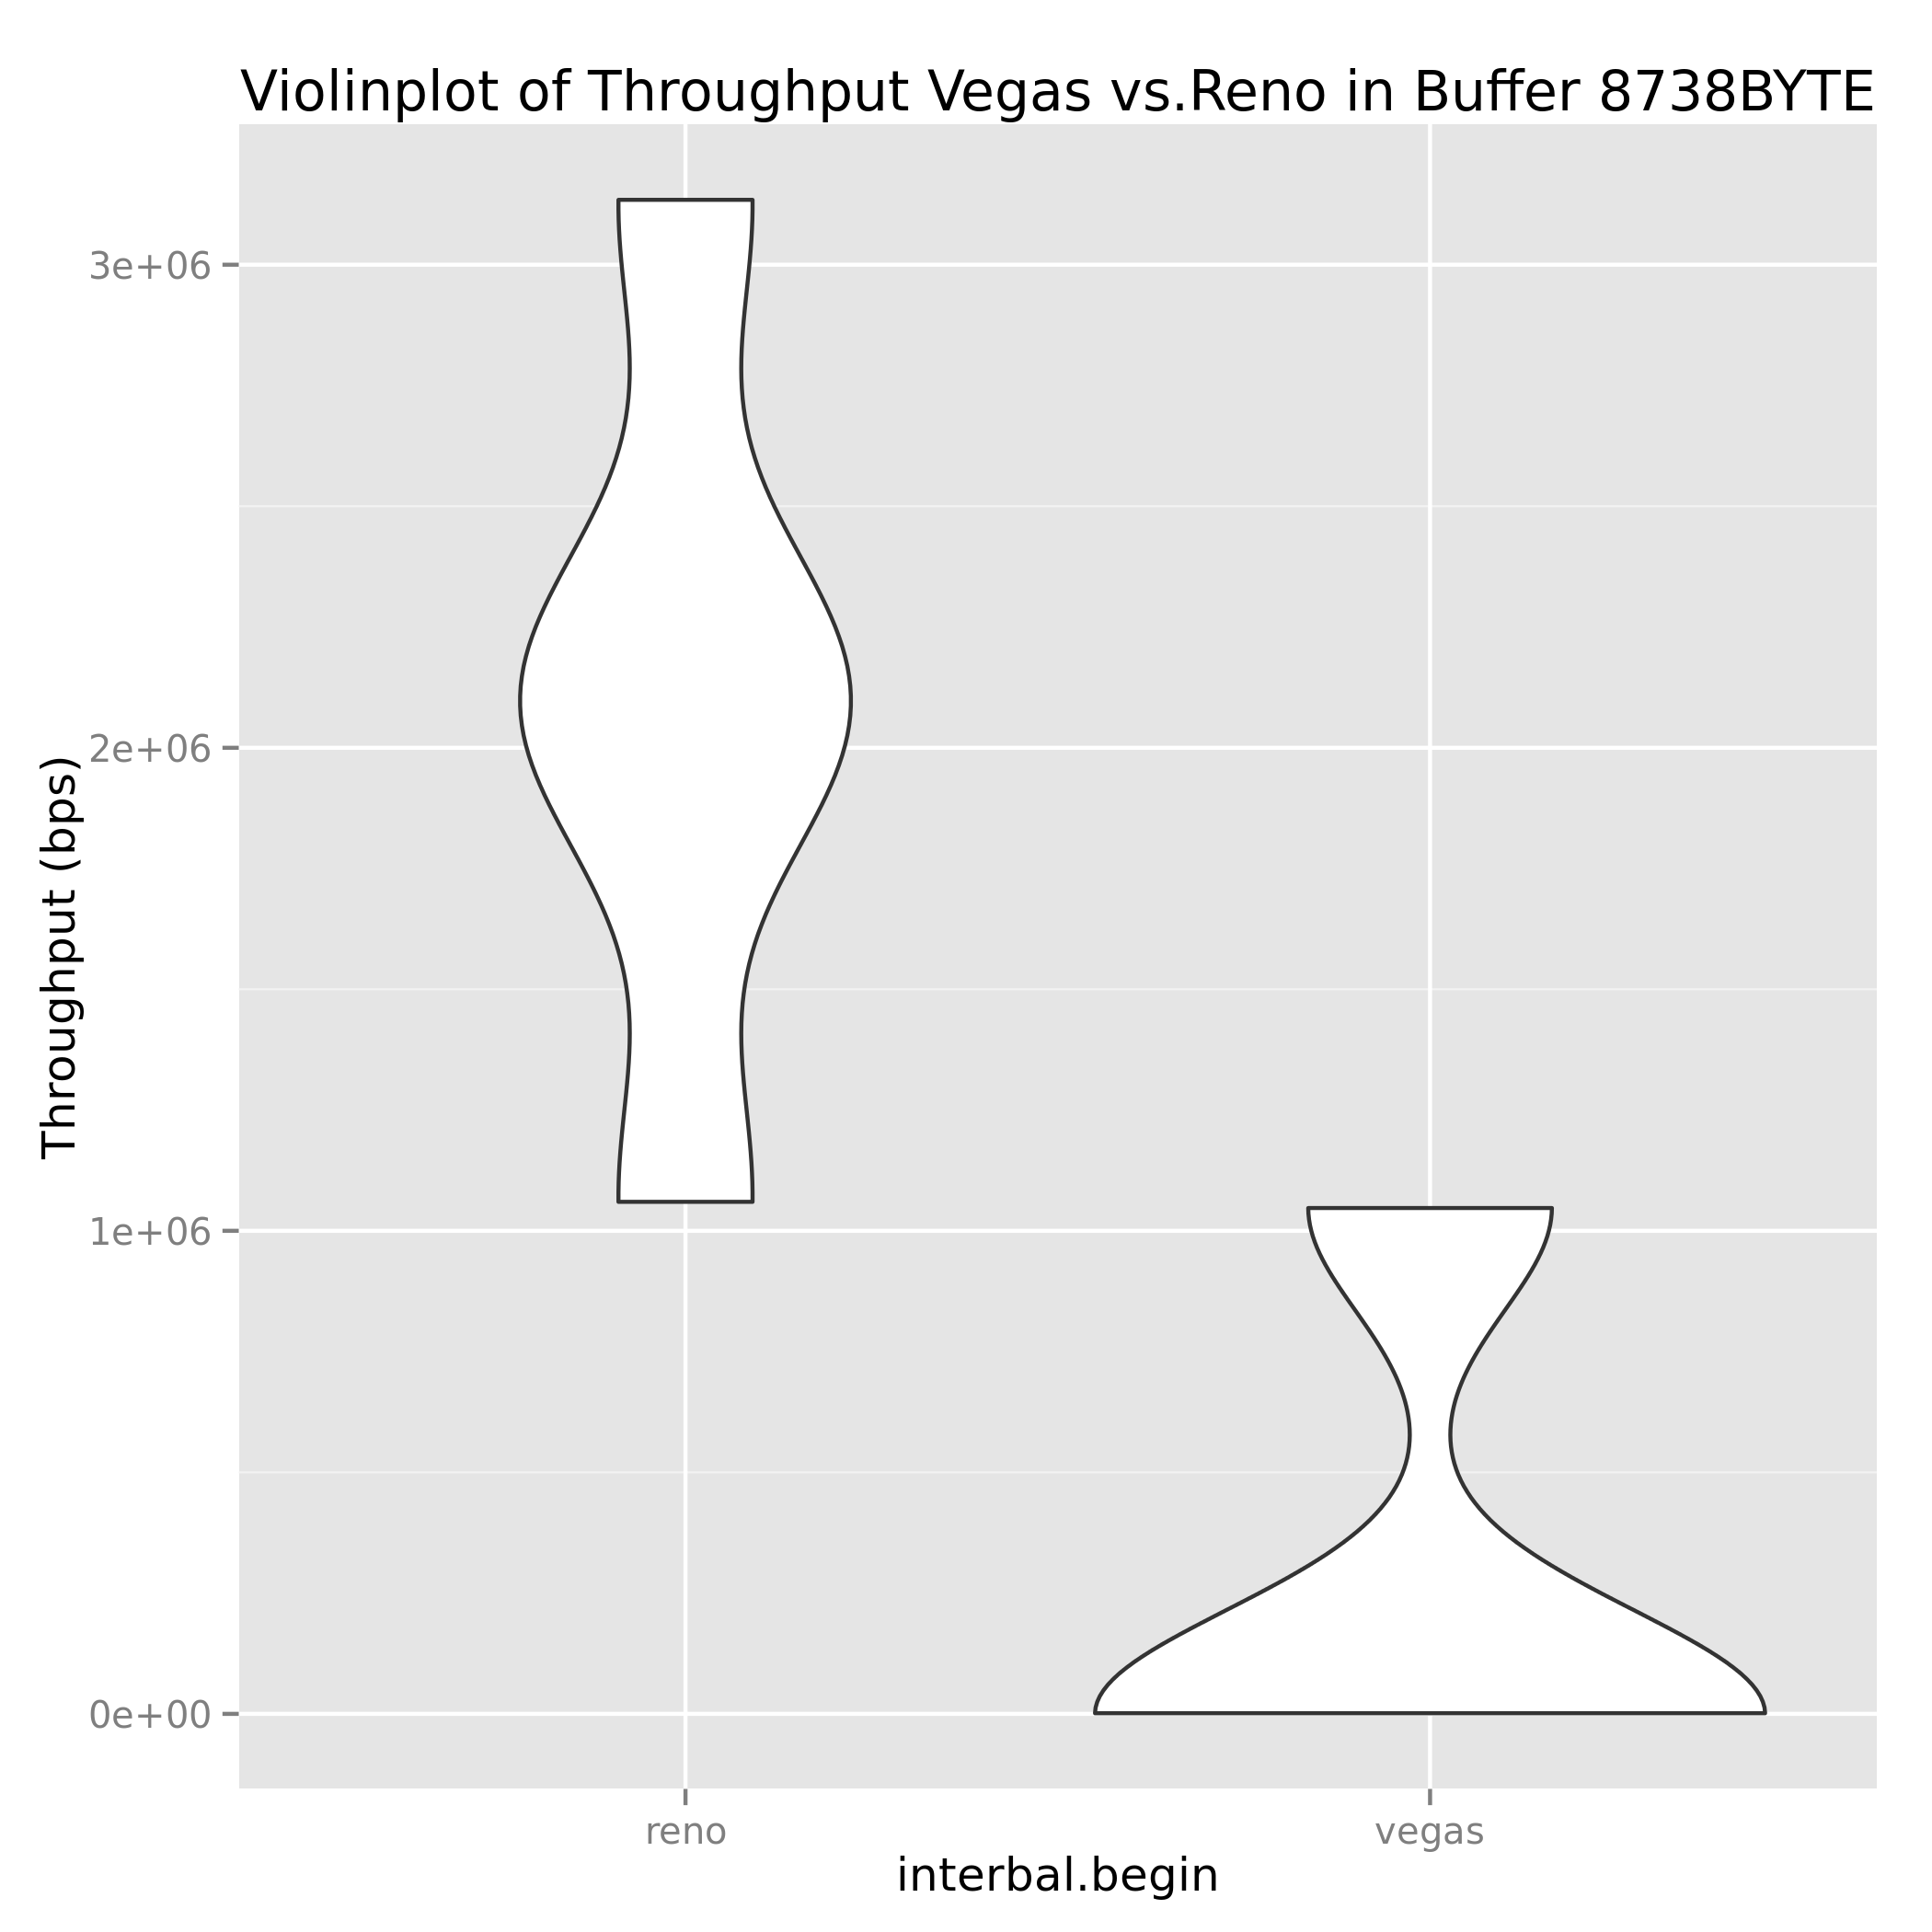 Violinplot of Throughput Vegas vs.Reno in Buffer 8738BYTE
Throughput (bps)
3e+06
2e+06
1e+06
0e+00
reno
vegas
interbal.begin